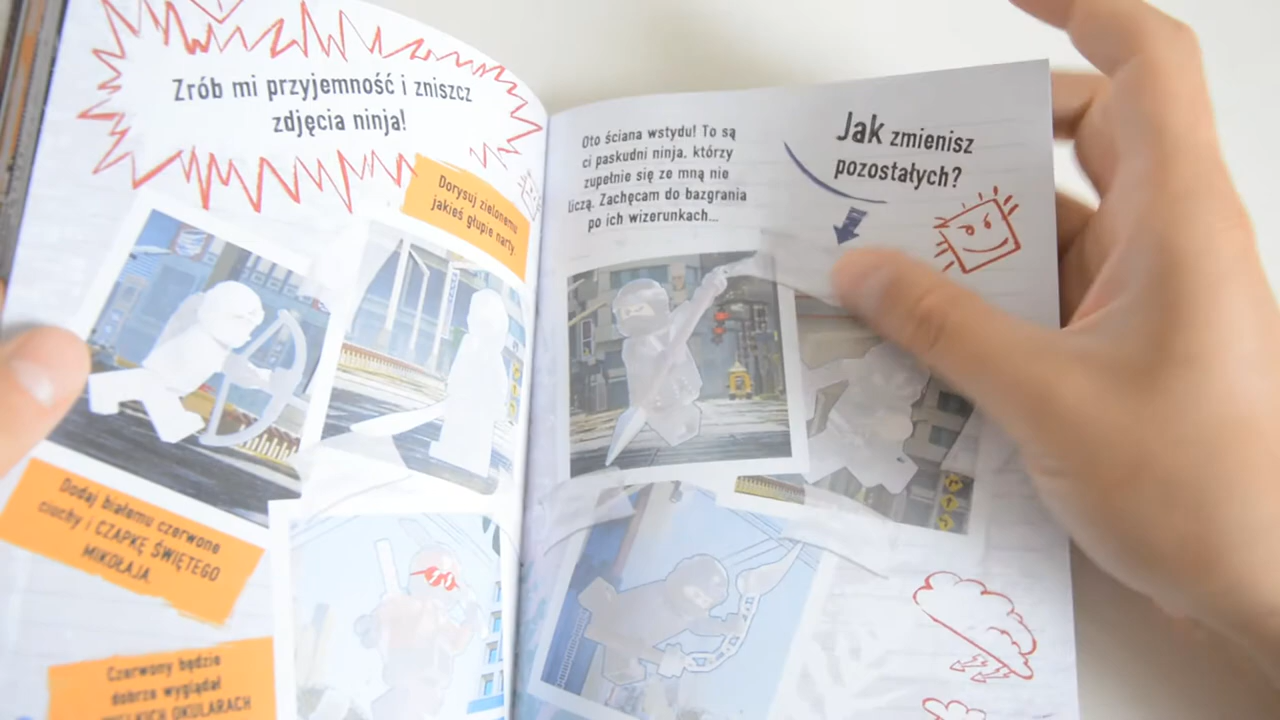 Zrób mi przyjemność i zniszcz
zdjęcia ninja!
Dorysuj zielonemu
jakieś głupie narty.
Dodaj białemu czerwone
ciuchy i CZAPKĘ ŚWIĘTEGO
MIKOŁAJA
Czerwony będzie
dobrze wyglądał
OKULARACH
Oto ściana wstydu! To są
ci paskudni ninja, którzy
zupełnie się ze mną nie
liczą. Zachęcam do bazgrania
po ich wizerunkach...
Jak zmienisz
pozostałych?